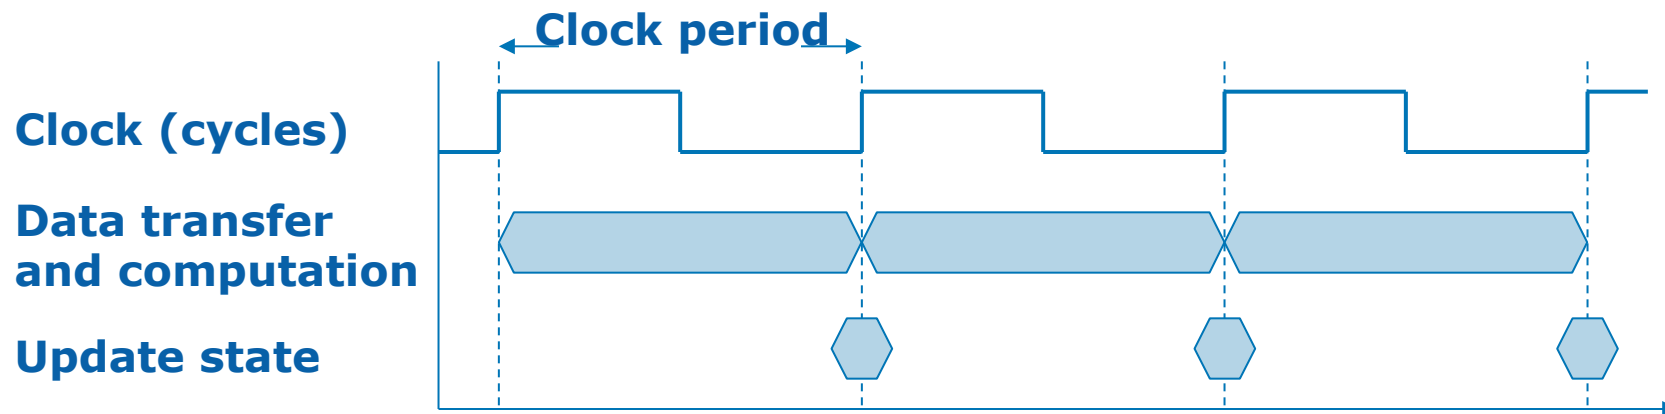 Clock period
Clock (cycles)
Data transfer
and computation
Update state